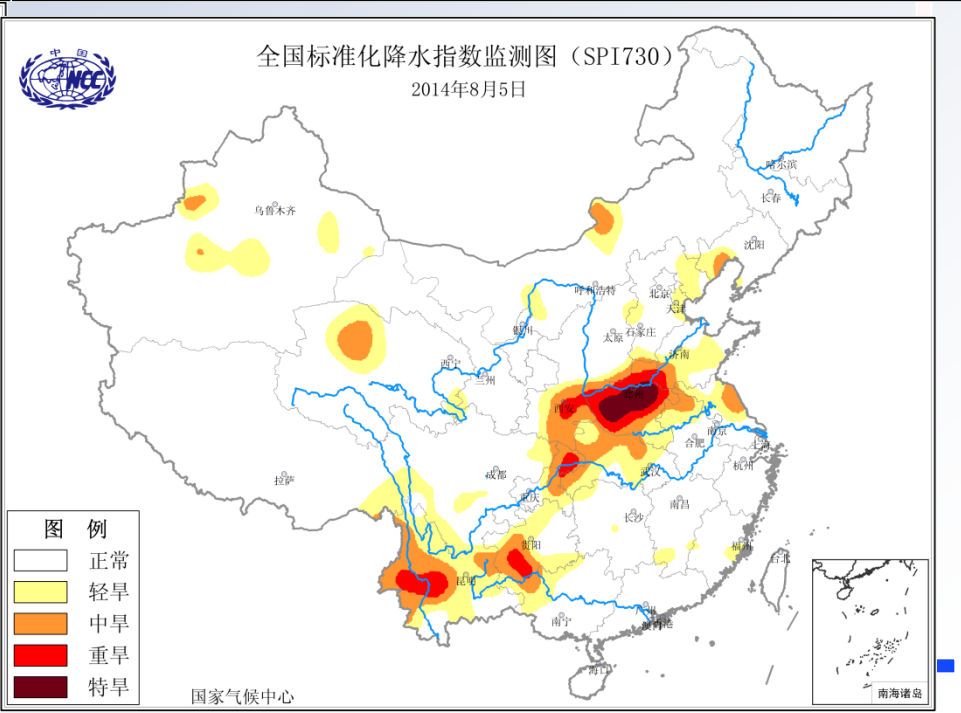 中国
NCC
全国标准化降水指数监测图（SPI730）
2014年8月5日
哈尔滨
长春
乌鲁木齐
沈阳
呼和浩特
北京
天津
银川
太原
石家庄
济南
西宁
兰州
郑州
西安
南京
合肥
上海
武汉
杭州
拉萨
成都
重庆
南昌
长沙
贵阳
福州
台北
昆明
广州
南宁
香港
澳门
海口
图 例
正常
轻旱
中旱
重旱
特旱
国家气候中心
南海诸岛